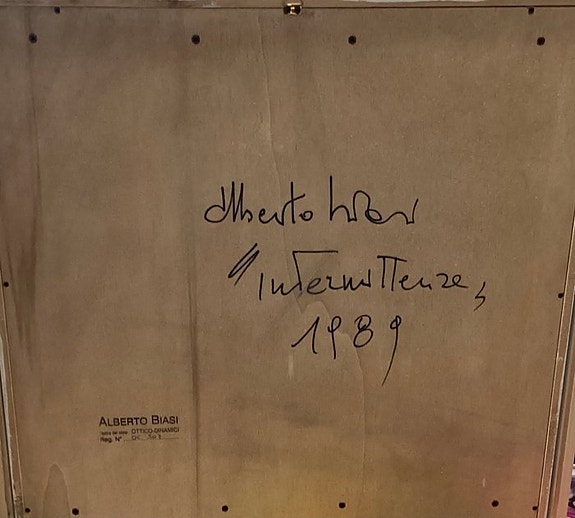 Alberto Biasi
"Intermittenze,
1989
ALBERTO BIASI
OTTICO-DINAMICI
Reg. N°